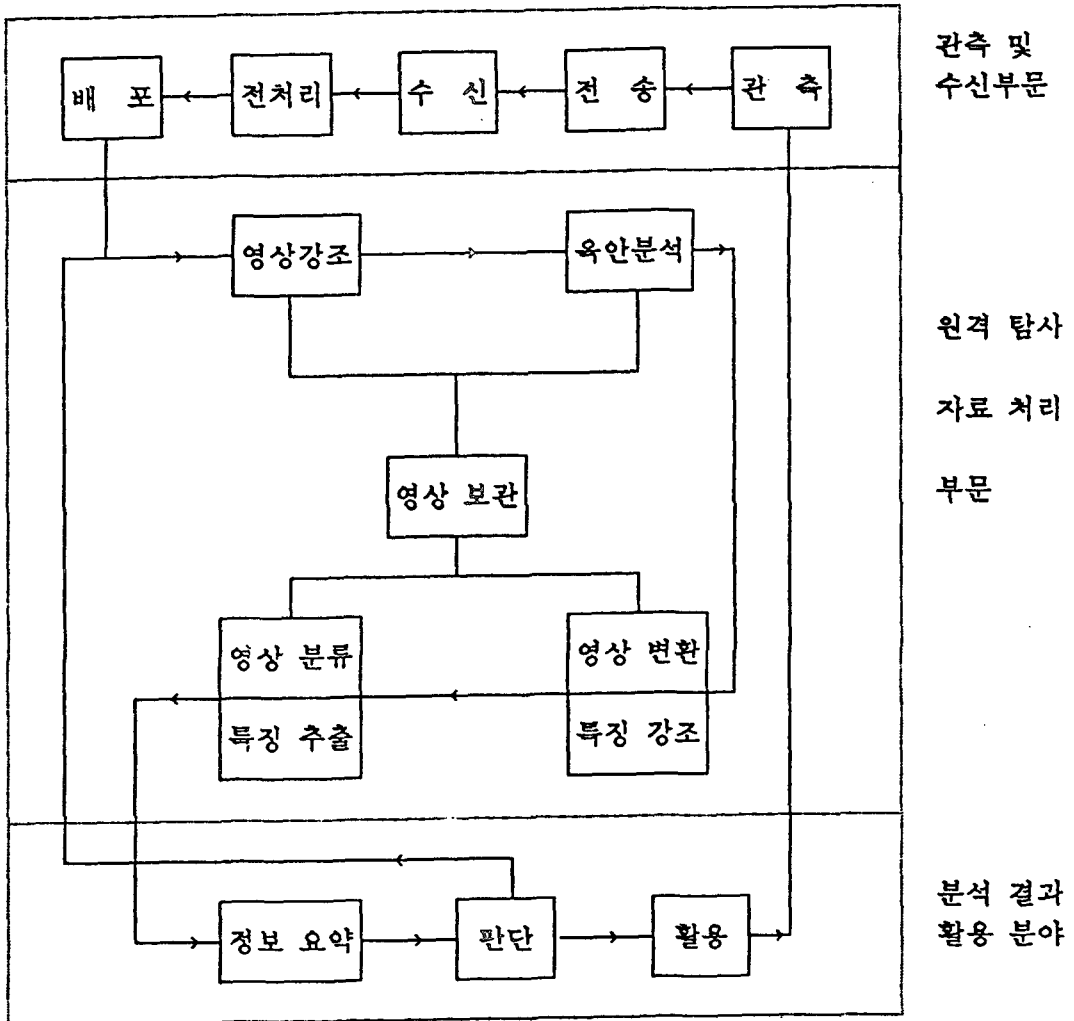 배 포
전처리
수 신
전 송
관 측
관측 및
수신부문
영상강조
육안분석
원격 탐사
자료 처리
부문
영상 보관
영상 분류
특징 추출
영상 변환
특징 강조
정보 요약
판단
활용
분석 결과
활용 분야